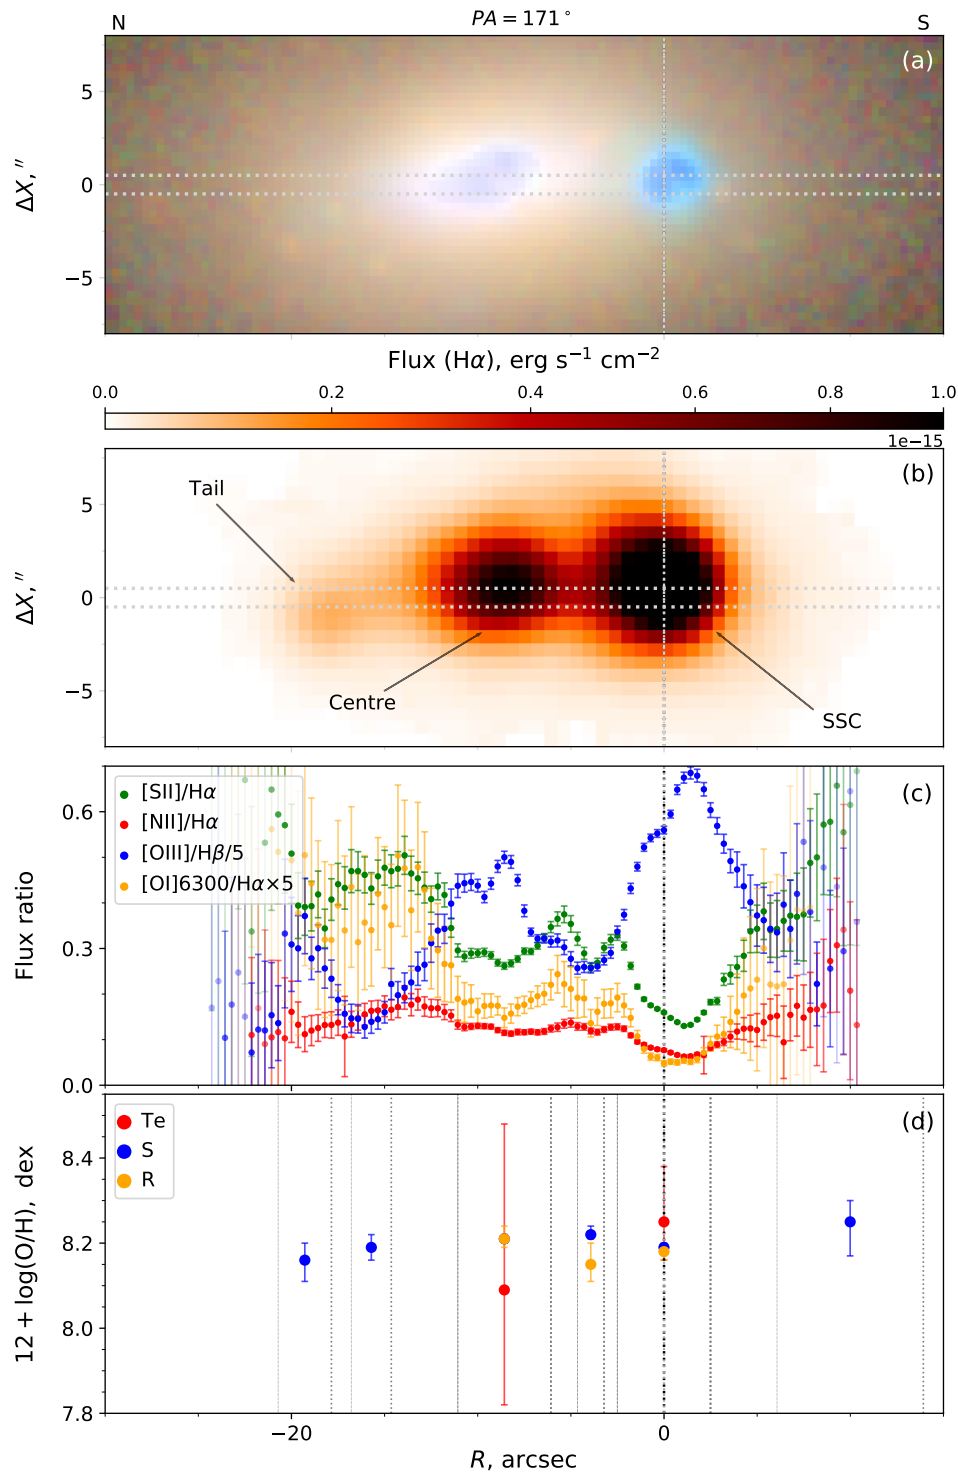 N
PA = 171°
S
(a)
5
0
−5
ΔX, ″
Flux (Hα), erg s⁻¹ cm⁻²
0.0 0.2 0.4 0.6 0.8 1.0
1e−15
(b)
Tail
Centre
SSC
5
0
−5
ΔX, ″
(c)
[SII]/Hα
[NII]/Hα
[OIII]/Hβ/5
[OI]6300/Hα×5
0.6
0.3
0.0
Flux ratio
(d)
Te
S
R
8.4
8.2
8.0
7.8
12 + log(O/H), dex
−20 0
R, arcsec